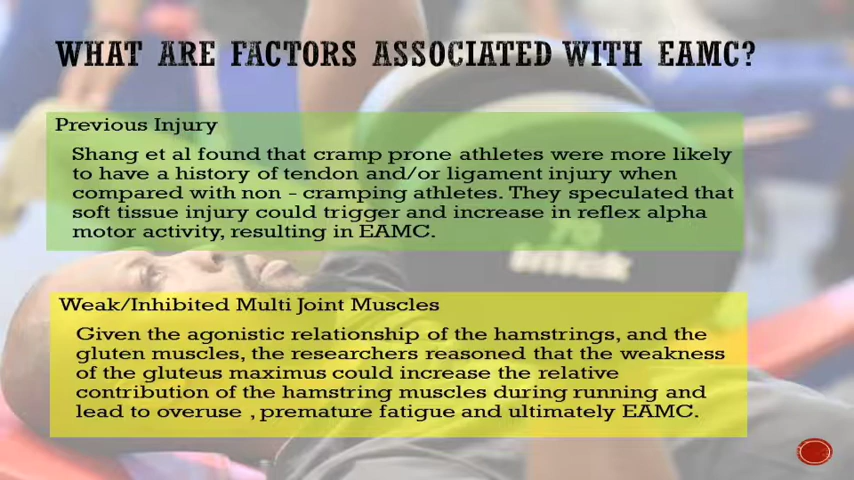 WHAT ARE FACTORS ASSOCIATED WITH EAMC?
Previous Injury
Shang et al found that cramp prone athletes were more likely
to have a history of tendon and/or ligament injury when
compared with non - cramping athletes. They speculated that
soft tissue injury could trigger and increase in reflex alpha
motor activity, resulting in EAMC.
Weak/Inhibited Multi Joint Muscles
Given the agonistic relationship of the hamstrings, and the
gluten muscles, the researchers reasoned that the weakness
of the gluteus maximus could increase the relative
contribution of the hamstring muscles during running and
lead to overuse , premature fatigue and ultimately EAMC.